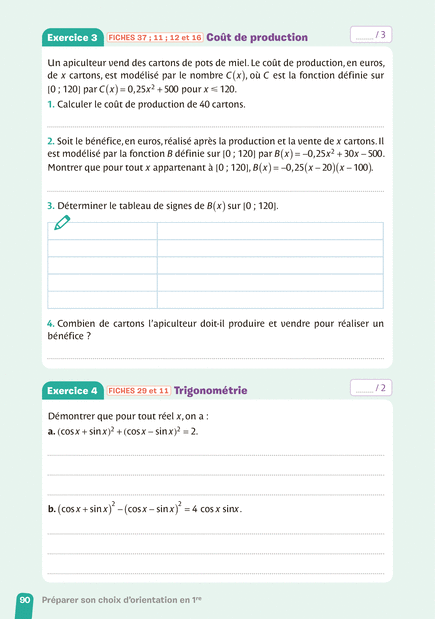 Exercice 3 FICHES 37 ; 11 ; 12 et 16 Coût de production
/ 3
Un apiculteur vend des cartons de pots de miel. Le coût de production, en euros,
de x cartons, est modélisé par le nombre C(x), où C est la fonction définie sur
[0 ; 120] par C(x) = 0,25x² + 500 pour x ⩽ 120.
1. Calculer le coût de production de 40 cartons.
2. Soit le bénéfice, en euros, réalisé après la production et la vente de x cartons. Il
est modélisé par la fonction B définie sur [0 ; 120] par B(x) = –0,25x² + 30x – 500.
Montrer que pour tout x appartenant à [0 ; 120], B(x) = –0,25(x – 20)(x – 100).
3. Déterminer le tableau de signes de B(x) sur [0 ; 120].
4. Combien de cartons l'apiculteur doit-il produire et vendre pour réaliser un
bénéfice ?
Exercice 4 FICHES 29 et 11 Trigonométrie
/ 2
Démontrer que pour tout réel x, on a :
a. (cos x + sin x)² + (cos x – sin x)² = 2.
b. (cos x + sin x)² – (cos x – sin x)² = 4 cos x sinx.
90 Préparer son choix d'orientation en 1re